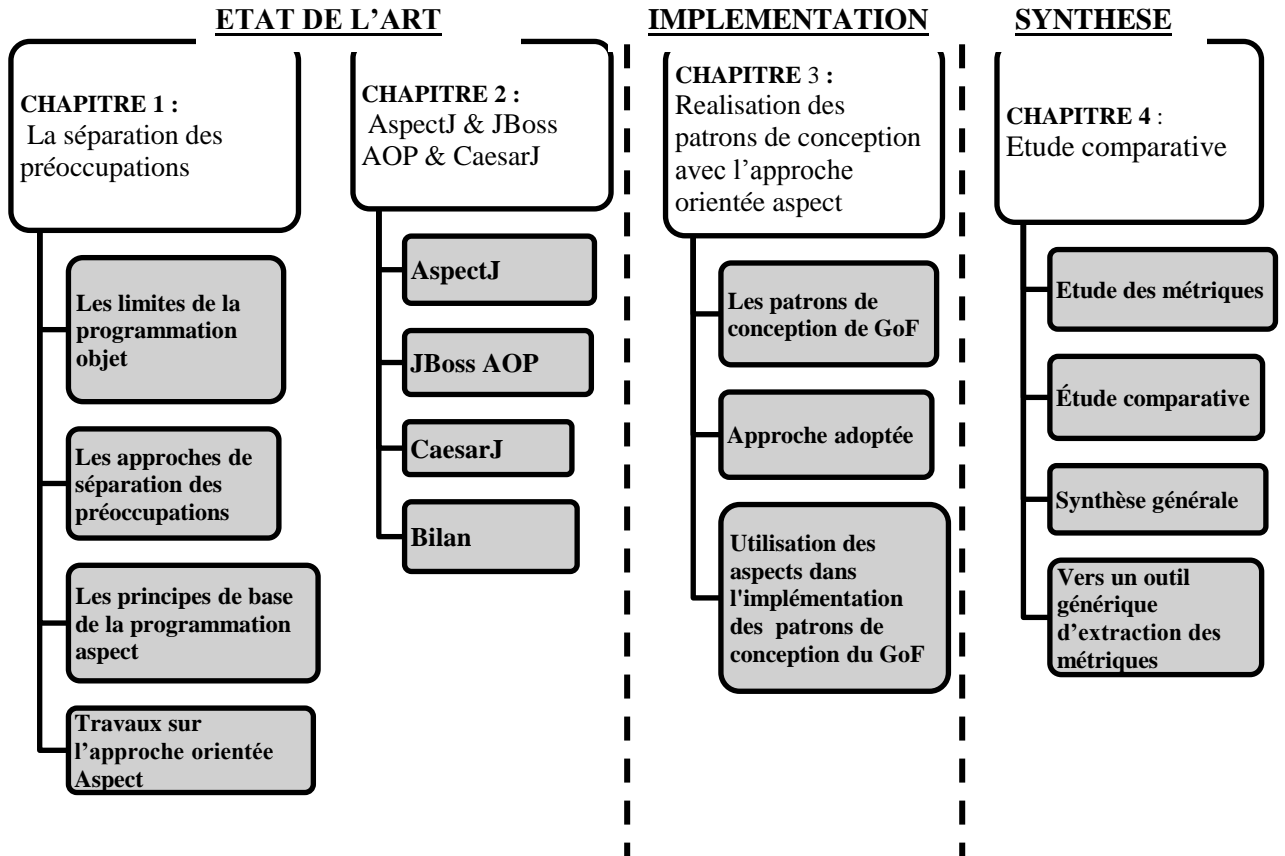 ETAT DE L'ART
IMPLEMENTATION
SYNTHESE
CHAPITRE 1 :
La séparation des
préoccupations
Les limites de la
programmation
objet
Les approches de
séparation des
préoccupations
Les principes de base
de la programmation
aspect
Travaux sur
l'approche orientée
Aspect
CHAPITRE 2 :
AspectJ & JBoss
AOP & CaesarJ
AspectJ
JBoss AOP
CaesarJ
Bilan
CHAPITRE 3 :
Realisation des
patrons de conception
avec l'approche
orientée aspect
Les patrons de
conception de GoF
Approche adoptée
Utilisation des
aspects dans
l'implémentation
des patrons de
conception du GoF
CHAPITRE 4 :
Etude comparative
Etude des métriques
Étude comparative
Synthèse générale
Vers un outil
générique
d'extraction des
métriques